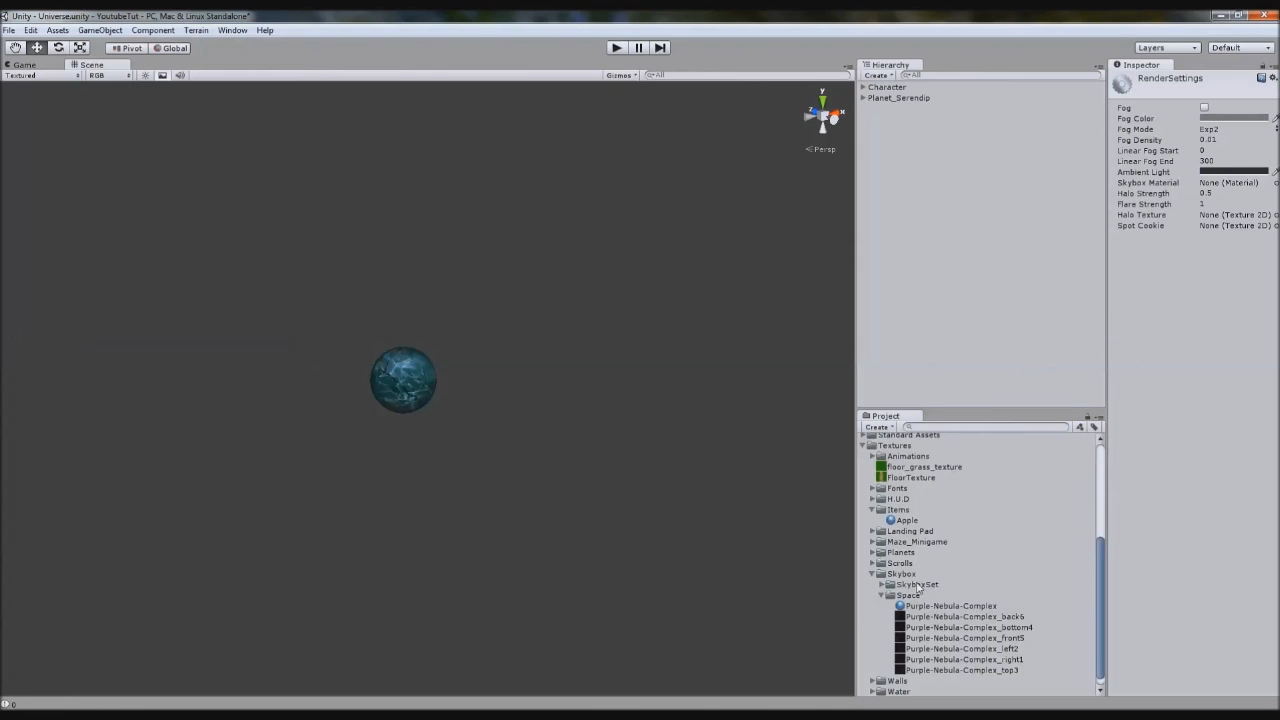 Unity - Universe.unity - YoutubeTut - PC, Mac & Linux Standalone*
File Edit Assets GameObject Component Terrain Window Help
Pivot Global
Layers Default
Game Scene
Textured RGB
Gizmos All
y
x
z
Persp
Hierarchy
Create All
Character
Planet_Serendip
Inspector
RenderSettings
Fog
Fog Color
Fog Mode Exp2
Fog Density 0.01
Linear Fog Start 0
Linear Fog End 300
Ambient Light
Skybox Material None (Material)
Halo Strength 0.5
Flare Strength 1
Halo Texture None (Texture 2D)
Spot Cookie None (Texture 2D)
Project
Create
Standard Assets
Textures
Animations
floor_grass_texture
FloorTexture
Fonts
H.U.D
Items
Apple
Landing Pad
Maze_Minigame
Planets
Scrolls
Skybox
SkyboxSet
Space
Purple-Nebula-Complex
Purple-Nebula-Complex_back6
Purple-Nebula-Complex_bottom4
Purple-Nebula-Complex_front5
Purple-Nebula-Complex_left2
Purple-Nebula-Complex_right1
Purple-Nebula-Complex_top3
Walls
Water
0